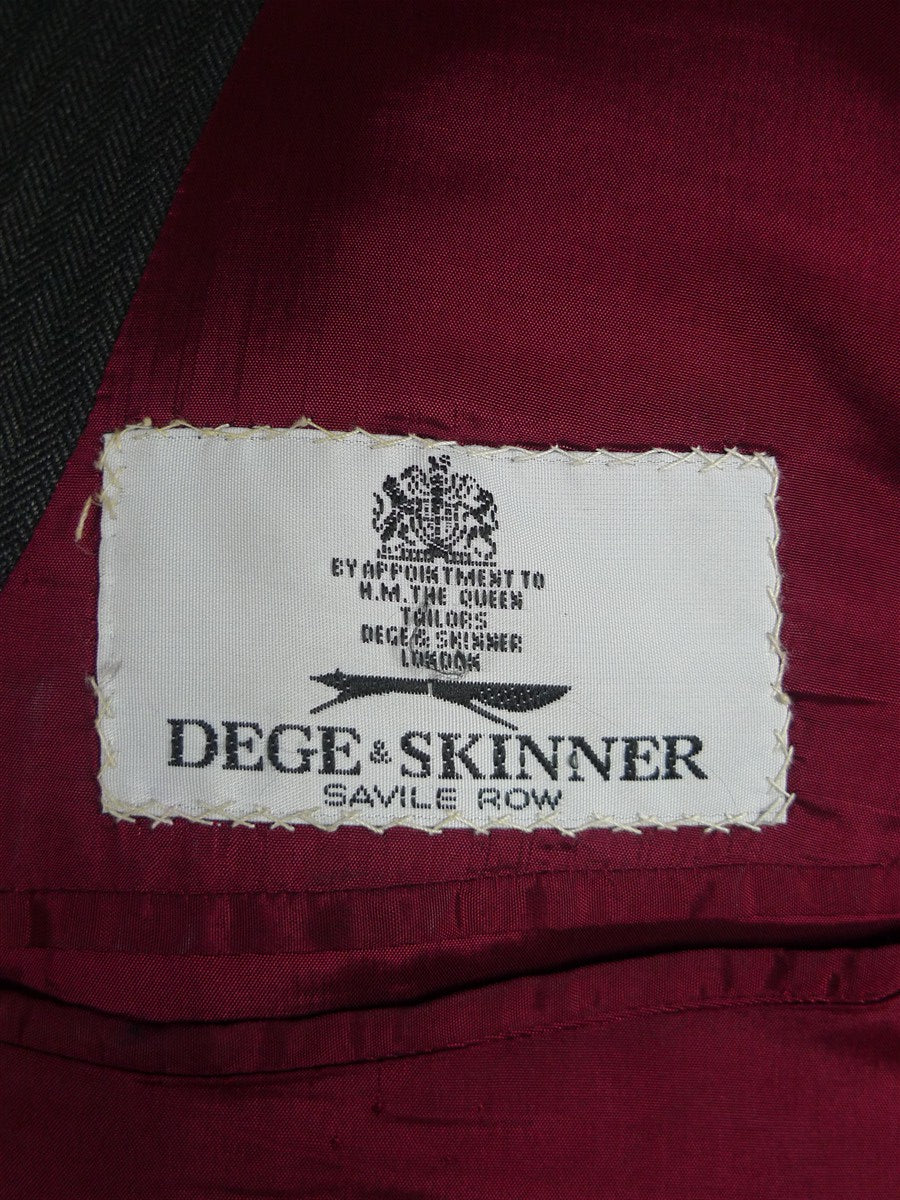 BY APPOINTMENT TO
H.M. THE QUEEN
TAILORS
DEGE & SKINNER
LONDON
DEGE & SKINNER
SAVILE ROW